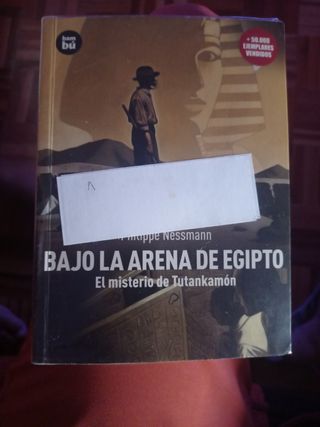 bam
bú
+ 50.000
EJEMPLARES
VENDIDOS
Philippe Nessmann
BAJO LA ARENA DE EGIPTO
El misterio de Tutankamón